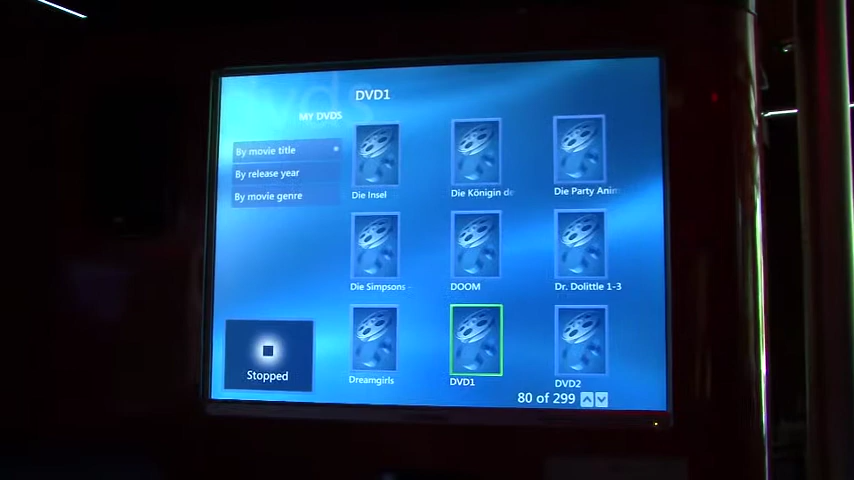 dvds
DVD1
MY DVDS
By movie title
By release year
By movie genre
Die Insel
Die Königin de
Die Party Anim
Die Simpsons -
DOOM
Dr. Dolittle 1-3
Dreamgirls
DVD1
DVD2
Stopped
80 of 299